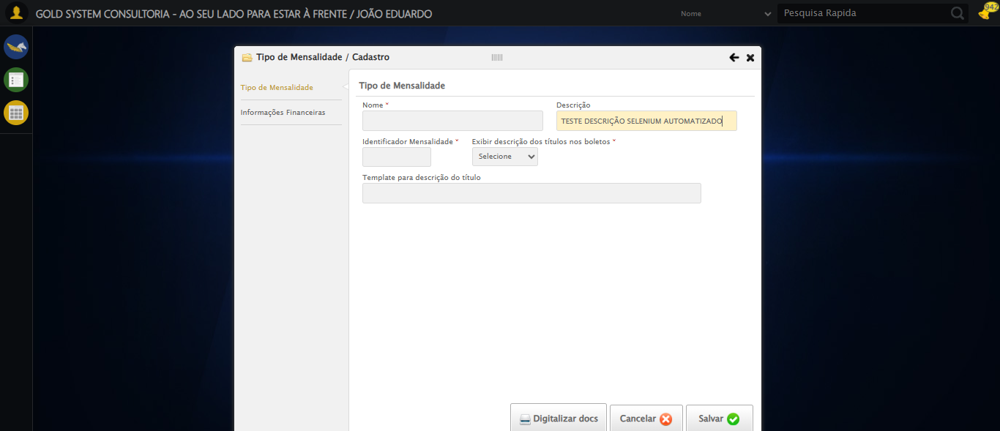 GOLD SYSTEM CONSULTORIA - AO SEU LADO PARA ESTAR À FRENTE / JOÃO EDUARDO
Nome
Pesquisa Rapida
942
Tipo de Mensalidade / Cadastro
Tipo de Mensalidade
Informações Financeiras
Tipo de Mensalidade
Nome *
Descrição
TESTE DESCRIÇÃO SELENIUM AUTOMATIZADO
Identificador Mensalidade *
Exibir descrição dos títulos nos boletos *
Selecione
Template para descrição do título
Digitalizar docs
Cancelar
Salvar